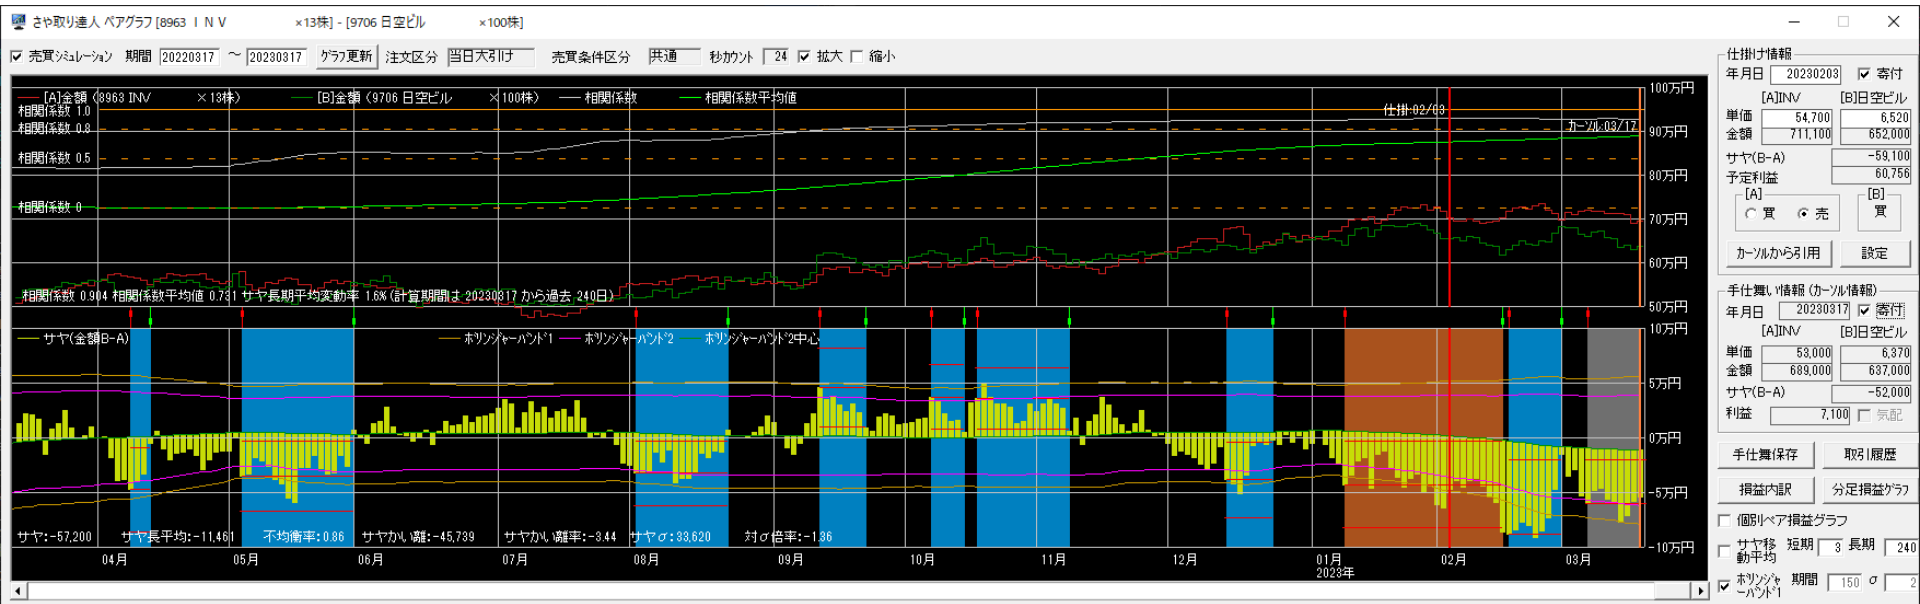 さや取り達人 ペアグラフ [8963 ＩＮＶ ×13株] - [9706 日空ビル ×100株]
売買シミュレーション 期間 20220317 ～ 20230317 グラフ更新 注文区分 当日大引け 売買条件区分 共通 秒カウント 24 拡大 縮小
[A]金額 (8963 INV ×13株) [B]金額 (9706 日空ビル ×100株) 相関係数 相関係数平均値
相関係数 1.0
相関係数 0.8
相関係数 0.5
相関係数 0
仕掛:02/03
カーソル:03/17
100万円
90万円
80万円
70万円
60万円
50万円
相関係数 0.904 相関係数平均値 0.731 サヤ長期平均変動率 1.6% (計算期間は 20230317 から過去 240日)
サヤ(金額B-A) ボリンジャーバンド1 ボリンジャーバンド2 ボリンジャーバンド2中心
10万円
5万円
0万円
-5万円
-10万円
サヤ:-57,200 サヤ長平均:-11,461 不均衡率:0.86 サヤかい離:-45,739 サヤかい離率:-3.44 サヤσ:33,620 対σ倍率:-1.36
04月 05月 06月 07月 08月 09月 10月 11月 12月 01月 02月 03月
2023年
仕掛け情報
年月日 20230203 寄付
[A]INV [B]日空ビル
単価 54,700 6,520
金額 711,100 652,000
サヤ(B-A) -59,100
予定利益 60,756
[A] [B]
買 売 買
カーソルから引用 設定
手仕舞い情報 (カーソル情報)
年月日 20230317 寄付
[A]INV [B]日空ビル
単価 53,000 6,370
金額 689,000 637,000
サヤ(B-A) -52,000
利益 7,100 気配
手仕舞保存 取引履歴
損益内訳 分足損益グラフ
個別ペア損益グラフ
サヤ移動平均 短期 3 長期 240
ボリンジャーバンド1 期間 150 σ 2